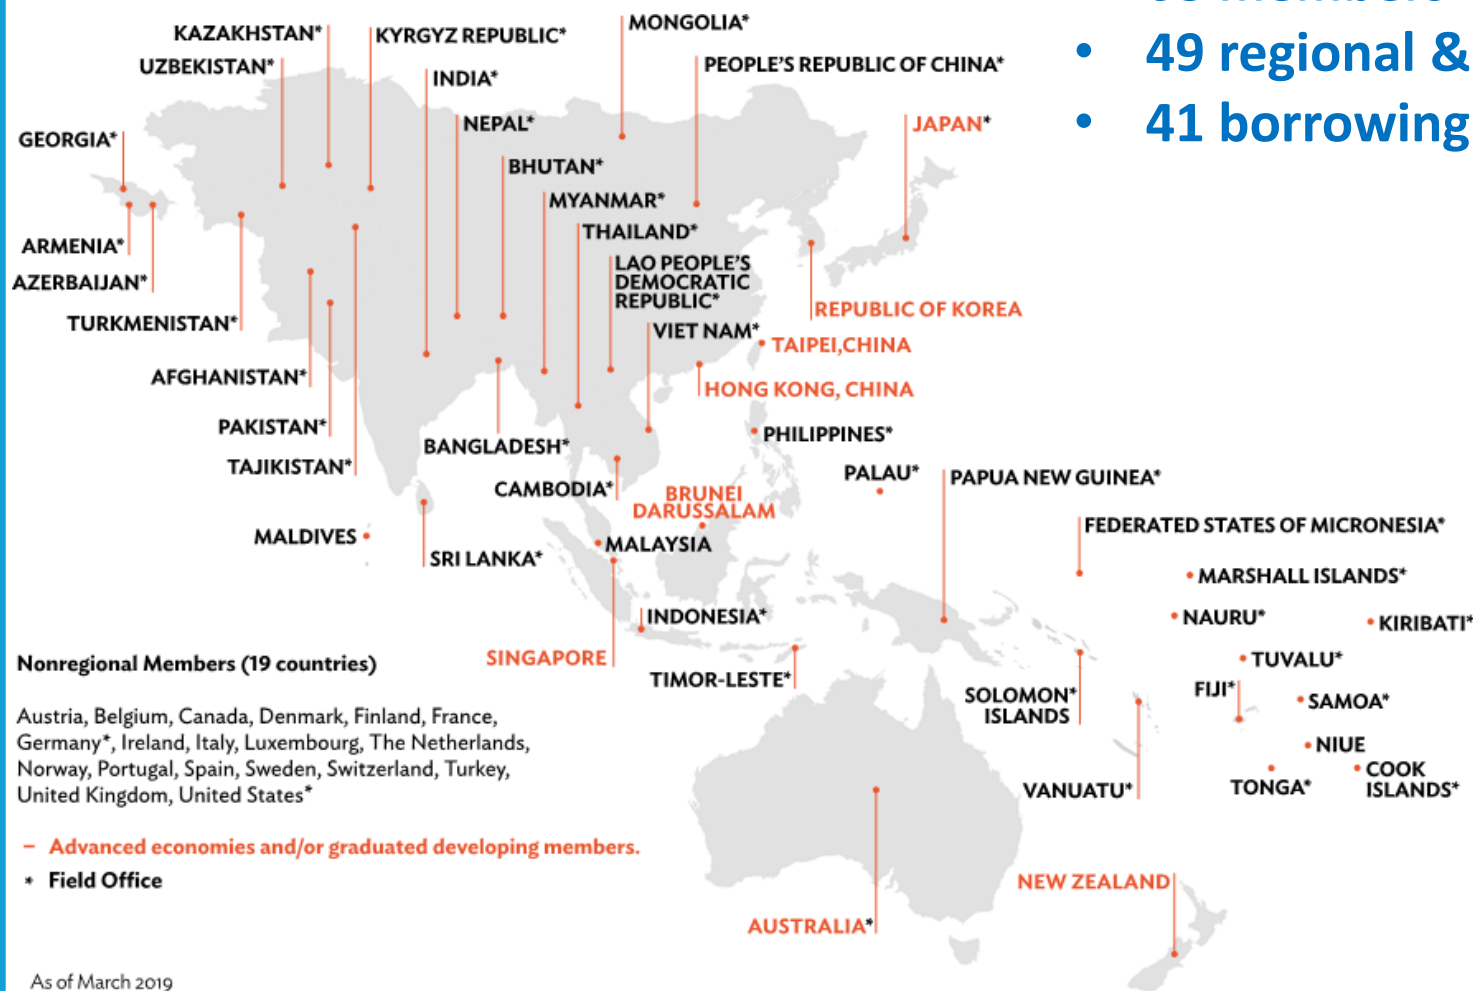 • 49 regional &
• 41 borrowing
KAZAKHSTAN*
KYRGYZ REPUBLIC*
MONGOLIA*
UZBEKISTAN*
INDIA*
PEOPLE'S REPUBLIC OF CHINA*
GEORGIA*
NEPAL*
JAPAN*
BHUTAN*
MYANMAR*
THAILAND*
ARMENIA*
LAO PEOPLE'S
DEMOCRATIC
REPUBLIC*
AZERBAIJAN*
REPUBLIC OF KOREA
TURKMENISTAN*
VIET NAM*
TAIPEI,CHINA
AFGHANISTAN*
HONG KONG, CHINA
PAKISTAN*
BANGLADESH*
PHILIPPINES*
TAJIKISTAN*
PALAU*
PAPUA NEW GUINEA*
CAMBODIA*
BRUNEI
DARUSSALAM
FEDERATED STATES OF MICRONESIA*
MALDIVES
SRI LANKA*
MALAYSIA
MARSHALL ISLANDS*
INDONESIA*
NAURU*
KIRIBATI*
SINGAPORE
TUVALU*
TIMOR-LESTE*
SOLOMON*
ISLANDS
FIJI*
SAMOA*
NIUE
VANUATU*
TONGA*
COOK
ISLANDS*
Nonregional Members (19 countries)
Austria, Belgium, Canada, Denmark, Finland, France,
Germany*, Ireland, Italy, Luxembourg, The Netherlands,
Norway, Portugal, Spain, Sweden, Switzerland, Turkey,
United Kingdom, United States*
– Advanced economies and/or graduated developing members.
* Field Office
NEW ZEALAND
AUSTRALIA*
As of March 2019